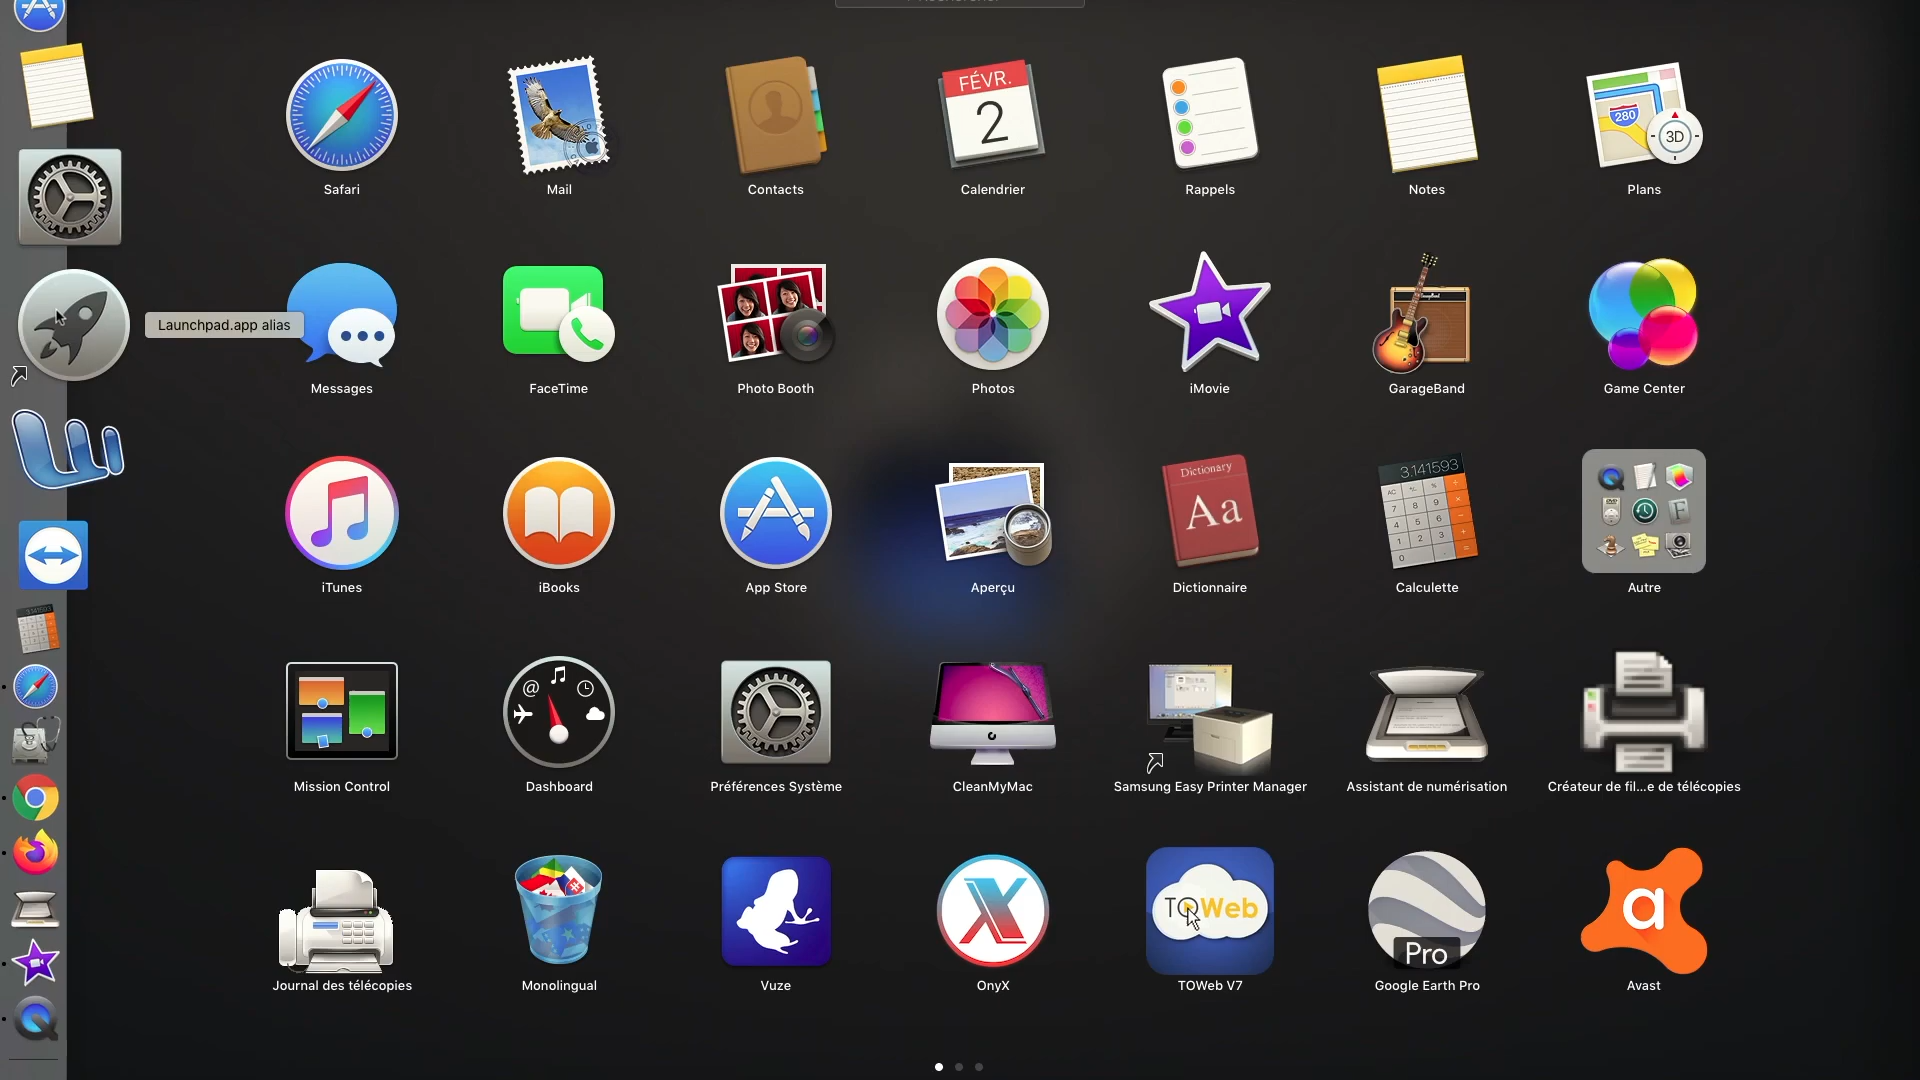 FÉVR.
2
280
3D
Safari
Mail
Contacts
Calendrier
Rappels
Notes
Plans
Launchpad.app alias
Messages
FaceTime
Photo Booth
Photos
iMovie
GarageBand
Game Center
Dictionary
Aa
3.141593
iTunes
iBooks
App Store
Aperçu
Dictionnaire
Calculette
Autre
Mission Control
Dashboard
Préférences Système
CleanMyMac
Samsung Easy Printer Manager
Assistant de numérisation
Créateur de fil...e de télécopies
TOWeb
Pro
Journal des télécopies
Monolingual
Vuze
OnyX
TOWeb V7
Google Earth Pro
Avast